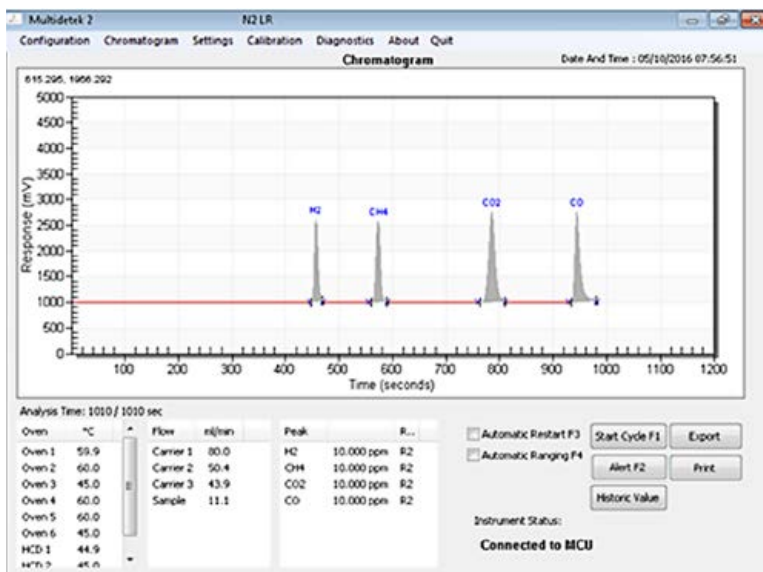 Multidetek 2 N2 LR
Configuration Chromatogram Settings Calibration Diagnostics About Quit
Chromatogram Date And Time : 05/10/2016 07:56:51
615.295, 1966.292
5000
4500
4000
3500
3000
2500
2000
1500
1000
500
0
Response (mV)
H2 CH4 CO2 CO
100 200 300 400 500 600 700 800 900 1000 1100 1200
Time (seconds)
Analysis Time: 1010 / 1010 sec
Oven °C
Oven 1 59.9
Oven 2 60.0
Oven 3 45.0
Oven 4 60.0
Oven 5 60.0
Oven 6 45.0
HCD 1 44.9
HCD 2 45.0
Flow ml/min
Carrier 1 80.0
Carrier 2 50.4
Carrier 3 43.9
Sample 11.1
Peak R...
H2 10.000 ppm R2
CH4 10.000 ppm R2
CO2 10.000 ppm R2
CO 10.000 ppm R2
Automatic Restart F3
Automatic Ranging F4
Start Cycle F1 Export
Alert F2 Print
Historic Value
Instrument Status:
Connected to MCU